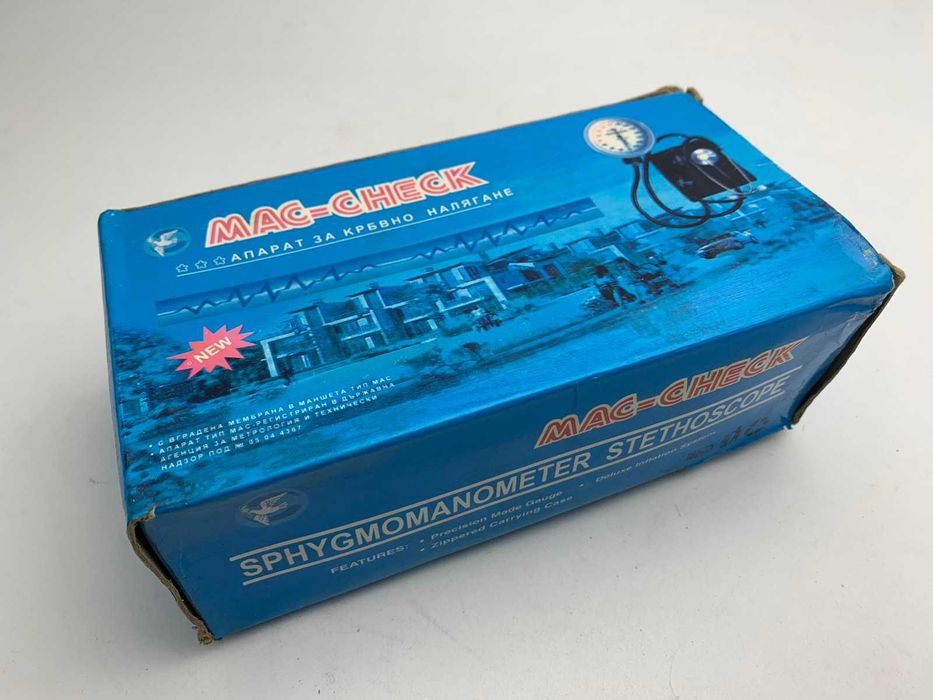 MAC-CHECK
АПАРАТ ЗА КРБВНО НАЛЯГАНЕ
NEW
• С ВГРАДЕНА МЕМБРАНА В МАНШЕТА ТИП МАС
• АПАРАТ ТИП МАС.РЕГИСТРИРАН В ДЪРЖАВНА
АГЕНЦИЯ ЗА МЕТРОЛОГИЯ И ТЕХНИЧЕСКИ
НАДЗОР ПОД № 03.04.4367
MAC-CHECK
SPHYGMOMANOMETER STETHOSCOPE
FEATURES: • Precision Made Gauge • Deluxe Inflation System
• Zippered Carrying Case